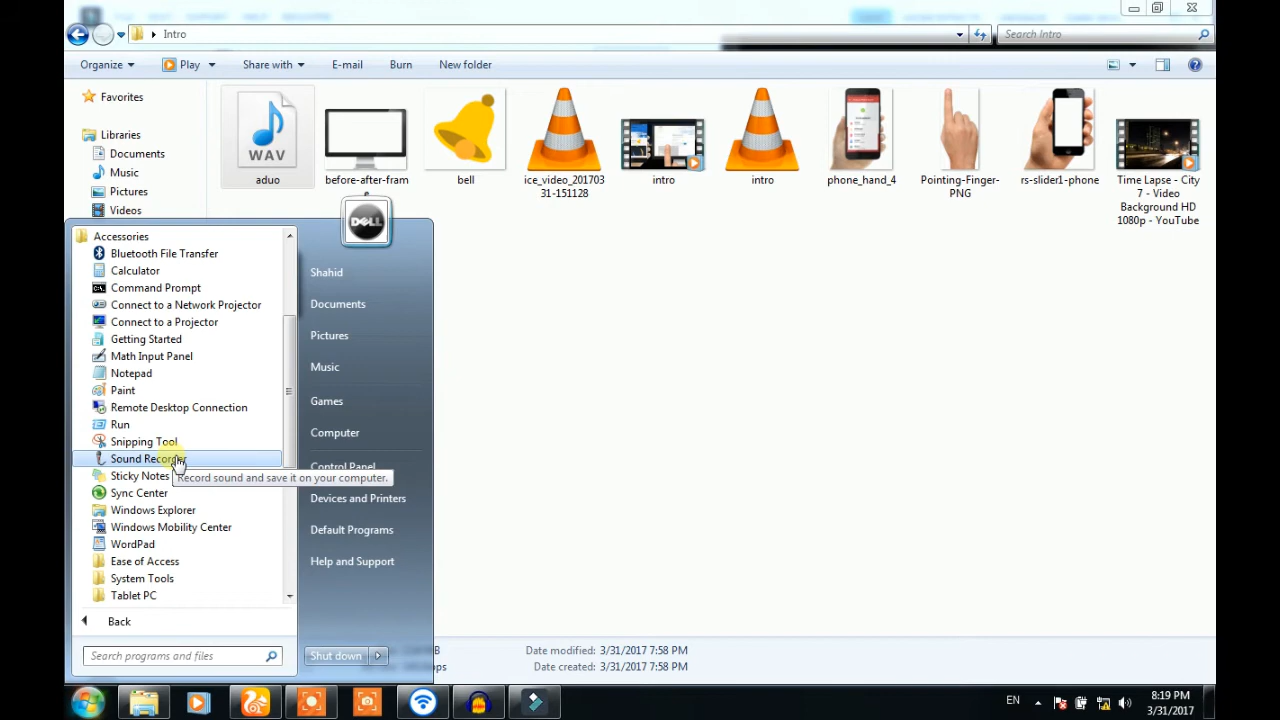 Intro
Search Intro
Organize
Play
Share with
E-mail
Burn
New folder
Favorites
Libraries
Documents
Music
Pictures
Videos
WAV
aduo
before-after-fram
e
bell
ice_video_201703
31-151128
intro
intro
phone_hand_4
Pointing-Finger-
PNG
rs-slider1-phone
Time Lapse - City
7 - Video
Background HD
1080p - YouTube
DELL
Accessories
Bluetooth File Transfer
Calculator
Command Prompt
Connect to a Network Projector
Connect to a Projector
Getting Started
Math Input Panel
Notepad
Paint
Remote Desktop Connection
Run
Snipping Tool
Sound Recorder
Sticky Notes
Sync Center
Windows Explorer
Windows Mobility Center
WordPad
Ease of Access
System Tools
Tablet PC
Back
Search programs and files
Shahid
Documents
Pictures
Music
Games
Computer
Control Panel
Record sound and save it on your computer.
Devices and Printers
Default Programs
Help and Support
Shut down
Date modified: 3/31/2017 7:58 PM
Date created: 3/31/2017 7:58 PM
EN
8:19 PM
3/31/2017